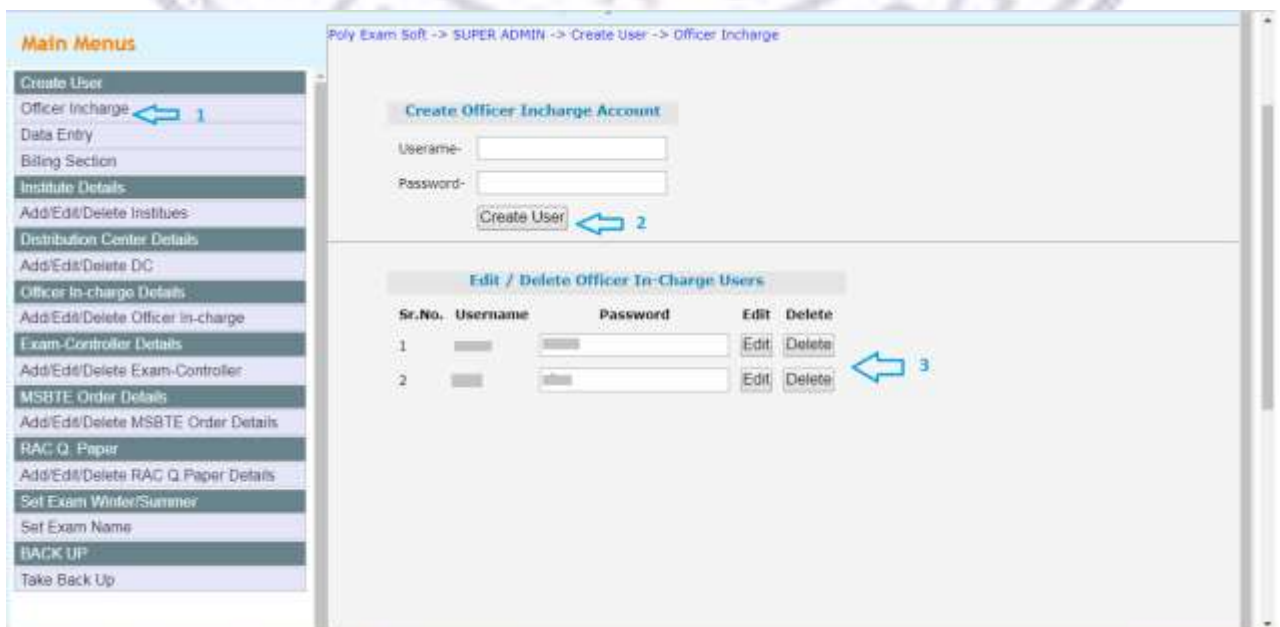 Main Menus
Create User
Officer Incharge
1
Data Entry
Billing Section
Institute Details
Add/Edit/Delete Institues
Distribution Center Details
Add/Edit/Delete DC
Officer In-charge Details
Add/Edit/Delete Officer In-charge
Exam-Controller Details
Add/Edit/Delete Exam-Controller
MSBTE Order Details
Add/Edit/Delete MSBTE Order Details
RAC Q. Paper
Add/Edit/Delete RAC Q.Paper Details
Set Exam Winter/Summer
Set Exam Name
BACK UP
Take Back Up
Poly Exam Soft -> SUPER ADMIN -> Create User -> Officer Incharge
Create Officer Incharge Account
Userame-
Password-
Create User
2
Edit / Delete Officer In-Charge Users
Sr.No. Username Password Edit Delete
1 Edit Delete
2 Edit Delete
3